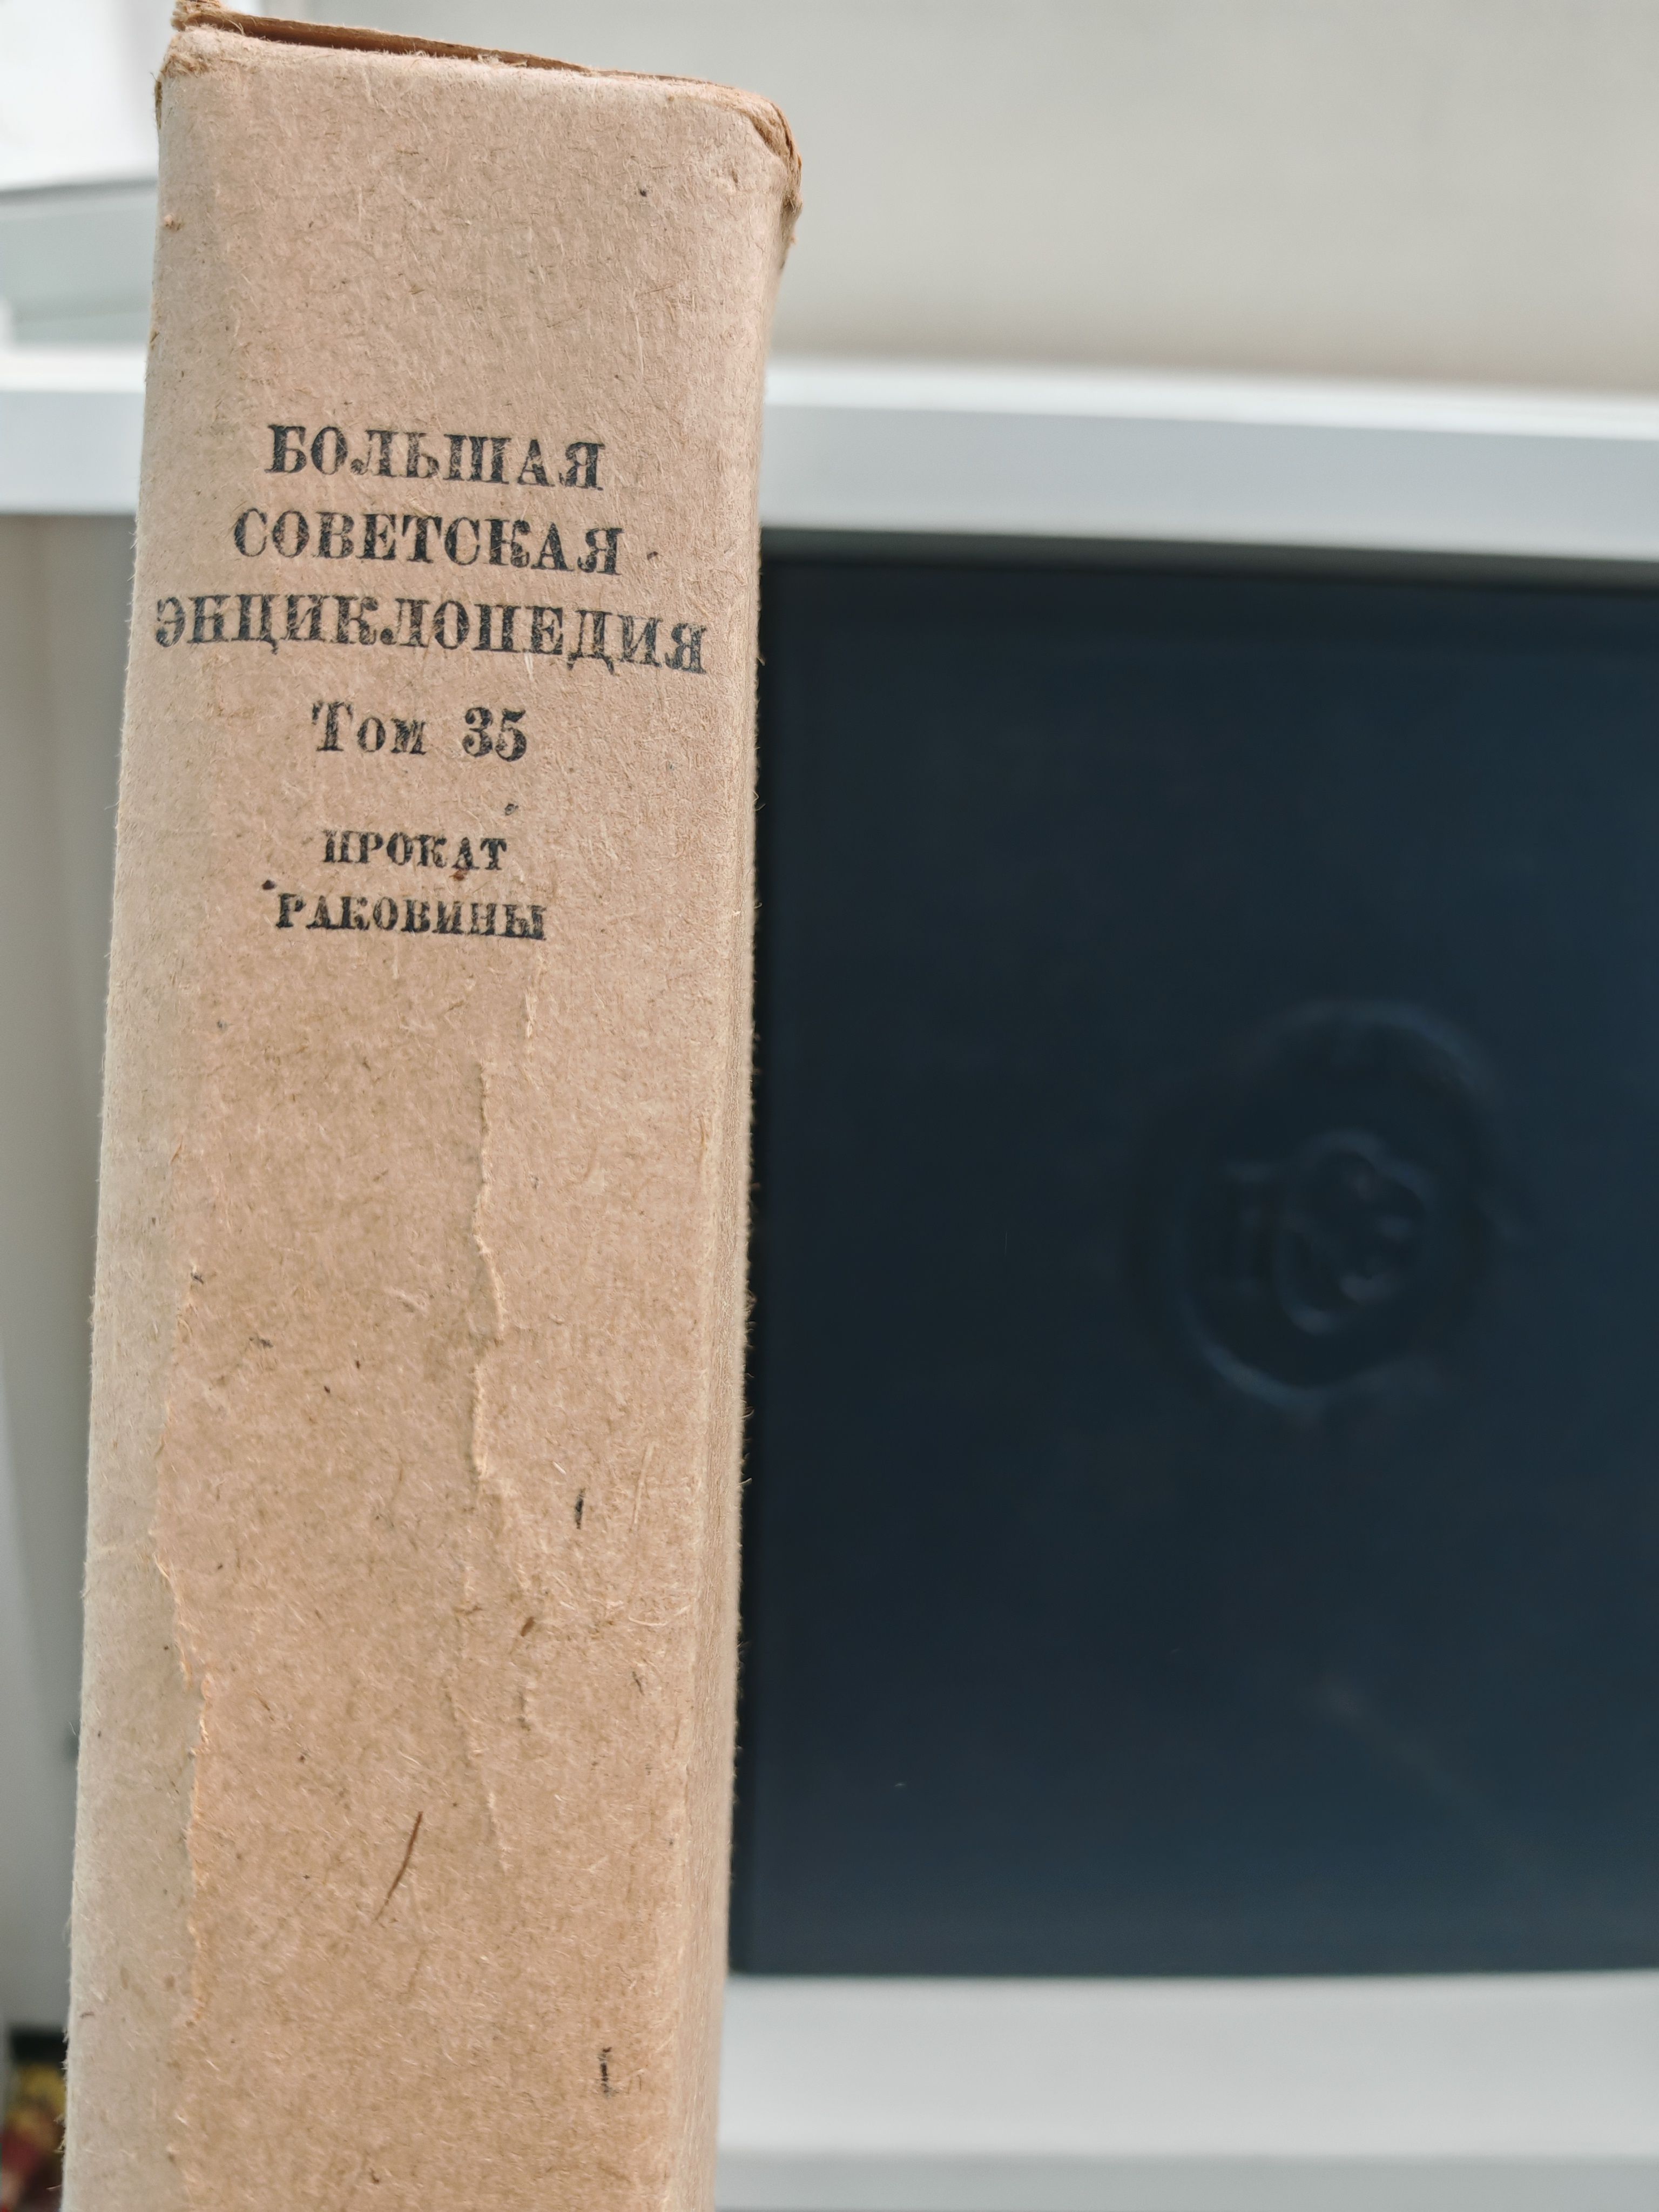 БОЛЬШАЯ
СОВЕТСКАЯ
ЭНЦИКЛОПЕДИЯ
Том 35
ПРОКАТ
РАКОВИНЫ